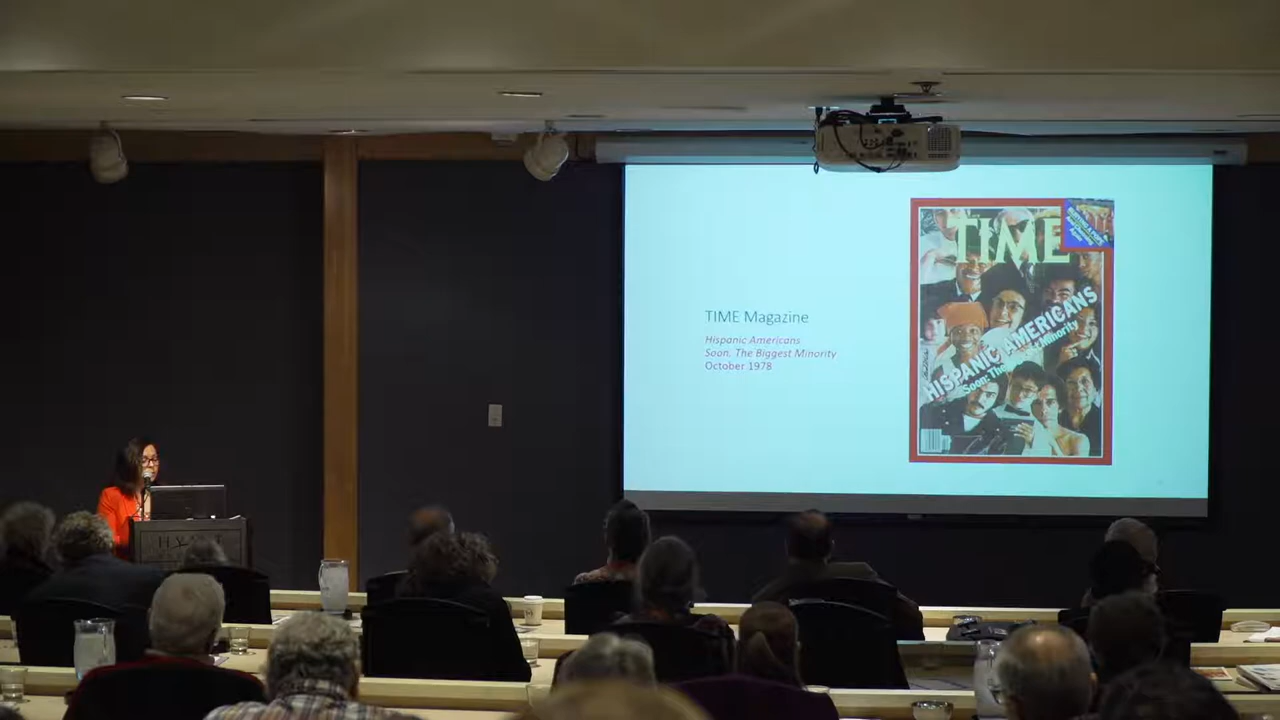 TIME Magazine
Hispanic Americans
Soon, The Biggest Minority
October 1978
TIME
HISPANIC AMERICANS
Soon: The
Minority